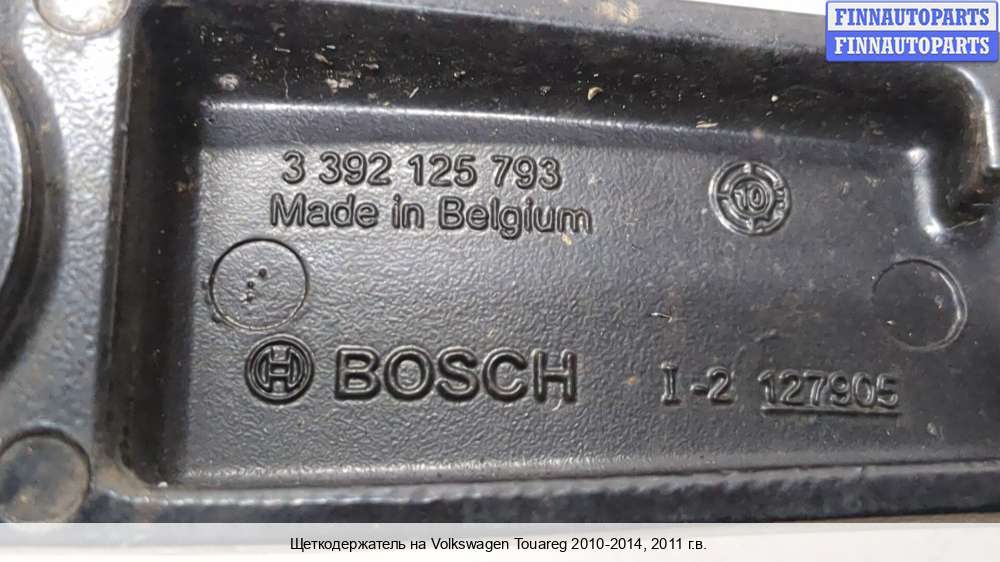 FINNAUTOPARTS
FINNAUTOPARTS
3 392 125 793
Made in Belgium
10
BOSCH
I-2 127905
Щеткодержатель на Volkswagen Touareg 2010-2014, 2011 г.в.